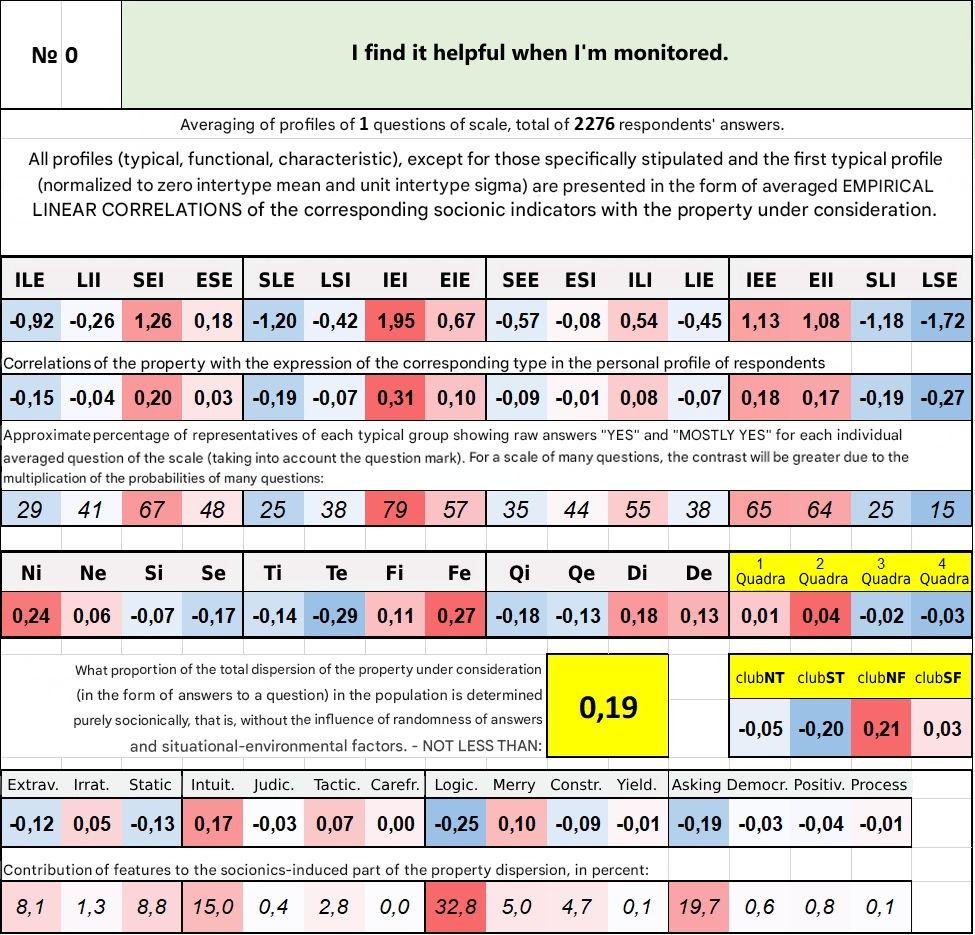 № 0
I find it helpful when I'm monitored.
Averaging of profiles of 1 questions of scale, total of 2276 respondents' answers.
All profiles (typical, functional, characteristic), except for those specifically stipulated and the first typical profile
(normalized to zero intertype mean and unit intertype sigma) are presented in the form of averaged EMPIRICAL
LINEAR CORRELATIONS of the corresponding socionic indicators with the property under consideration.
ILE LII SEI ESE SLE LSI IEI EIE SEE ESI ILI LIE IEE EII SLI LSE
-0,92 -0,26 1,26 0,18 -1,20 -0,42 1,95 0,67 -0,57 -0,08 0,54 -0,45 1,13 1,08 -1,18 -1,72
Correlations of the property with the expression of the corresponding type in the personal profile of respondents
-0,15 -0,04 0,20 0,03 -0,19 -0,07 0,31 0,10 -0,09 -0,01 0,08 -0,07 0,18 0,17 -0,19 -0,27
Approximate percentage of representatives of each typical group showing raw answers "YES" and "MOSTLY YES" for each individual
averaged question of the scale (taking into account the question mark). For a scale of many questions, the contrast will be greater due to the
multiplication of the probabilities of many questions:
29 41 67 48 25 38 79 57 35 44 55 38 65 64 25 15
Ni Ne Si Se Ti Te Fi Fe Qi Qe Di De 1 Quadra 2 Quadra 3 Quadra 4 Quadra
0,24 0,06 -0,07 -0,17 -0,14 -0,29 0,11 0,27 -0,18 -0,13 0,18 0,13 0,01 0,04 -0,02 -0,03
What proportion of the total dispersion of the property under consideration
(in the form of answers to a question) in the population is determined
purely socionically, that is, without the influence of randomness of answers
and situational-environmental factors. - NOT LESS THAN:
0,19
clubNT clubST clubNF clubSF
-0,05 -0,20 0,21 0,03
Extrav. Irrat. Static Intuit. Judic. Tactic. Carefr. Logic. Merry Constr. Yield. Asking Democr. Positiv. Process
-0,12 0,05 -0,13 0,17 -0,03 0,07 0,00 -0,25 0,10 -0,09 -0,01 -0,19 -0,03 -0,04 -0,01
Contribution of features to the socionics-induced part of the property dispersion, in percent:
8,1 1,3 8,8 15,0 0,4 2,8 0,0 32,8 5,0 4,7 0,1 19,7 0,6 0,8 0,1